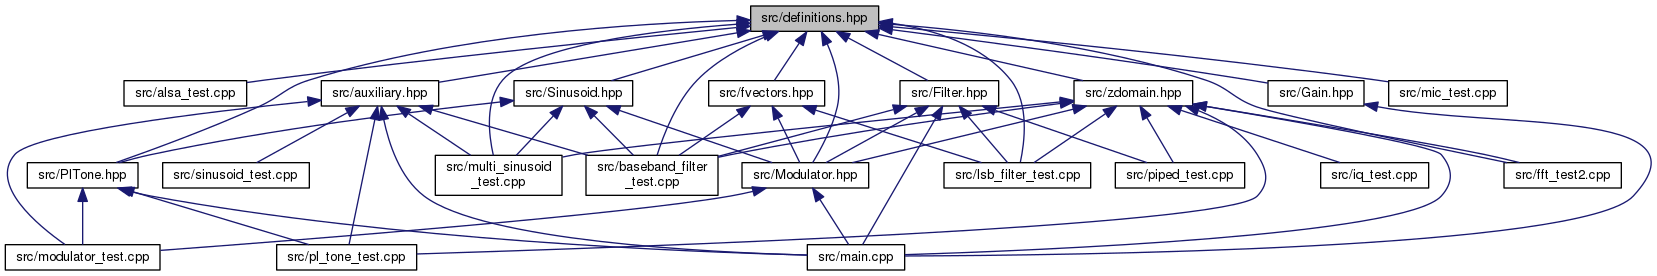 src/definitions.hpp
src/alsa_test.cpp
src/auxiliary.hpp
src/Sinusoid.hpp
src/fvectors.hpp
src/Filter.hpp
src/zdomain.hpp
src/Gain.hpp
src/mic_test.cpp
src/PlTone.hpp
src/sinusoid_test.cpp
src/multi_sinusoid
_test.cpp
src/baseband_filter
_test.cpp
src/Modulator.hpp
src/lsb_filter_test.cpp
src/piped_test.cpp
src/iq_test.cpp
src/fft_test2.cpp
src/modulator_test.cpp
src/pl_tone_test.cpp
src/main.cpp